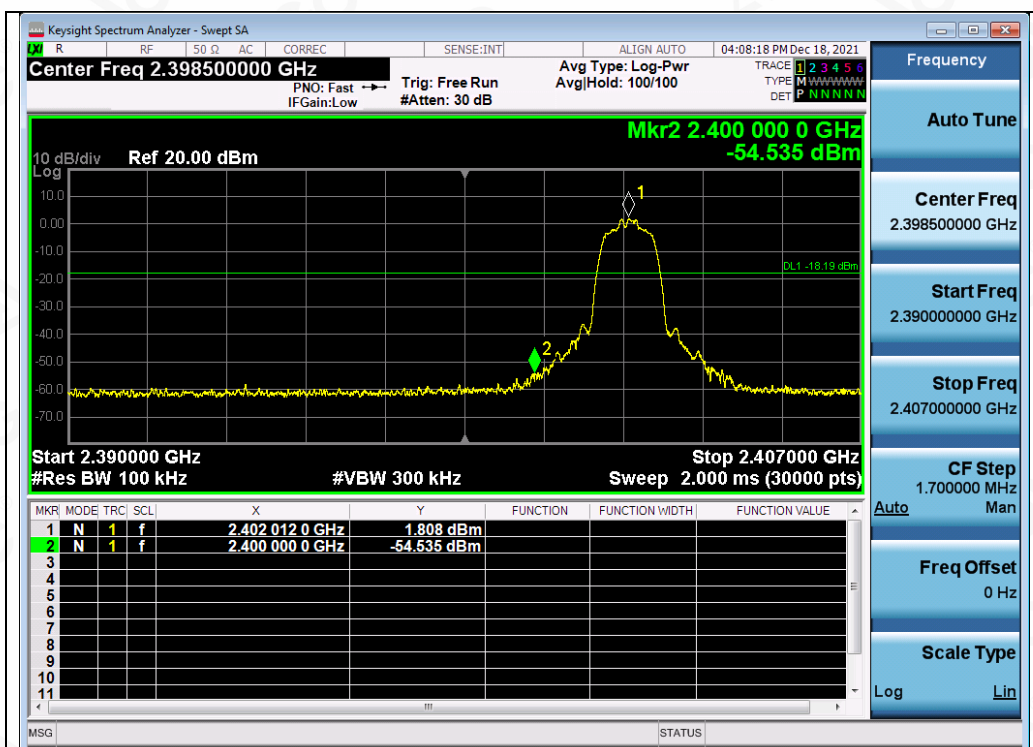 Keysight Spectrum Analyzer - Swept SA
LXI R RF 50 Ω AC CORREC SENSE:INT ALIGN AUTO 04:08:18 PM Dec 18, 2021
Center Freq 2.398500000 GHz
PNO: Fast
IFGain:Low
Trig: Free Run
#Atten: 30 dB
Avg Type: Log-Pwr
Avg|Hold: 100/100
TRACE 1 2 3 4 5 6
TYPE M W W W W W
DET P N N N N N
Mkr2 2.400 000 0 GHz
-54.535 dBm
10 dB/div Ref 20.00 dBm
Log
10.0
0.00
-10.0
-20.0
-30.0
-40.0
-50.0
-60.0
-70.0
1
2
DL1 -18.19 dBm
Start 2.390000 GHz Stop 2.407000 GHz
#Res BW 100 kHz #VBW 300 kHz Sweep 2.000 ms (30000 pts)
MKR MODE TRC SCL X Y FUNCTION FUNCTION WIDTH FUNCTION VALUE
1 N 1 f 2.402 012 0 GHz 1.808 dBm
2 N 1 f 2.400 000 0 GHz -54.535 dBm
3
4
5
6
7
8
9
10
11
MSG STATUS
Frequency
Auto Tune
Center Freq
2.398500000 GHz
Start Freq
2.390000000 GHz
Stop Freq
2.407000000 GHz
CF Step
1.700000 MHz
Auto Man
Freq Offset
0 Hz
Scale Type
Log Lin